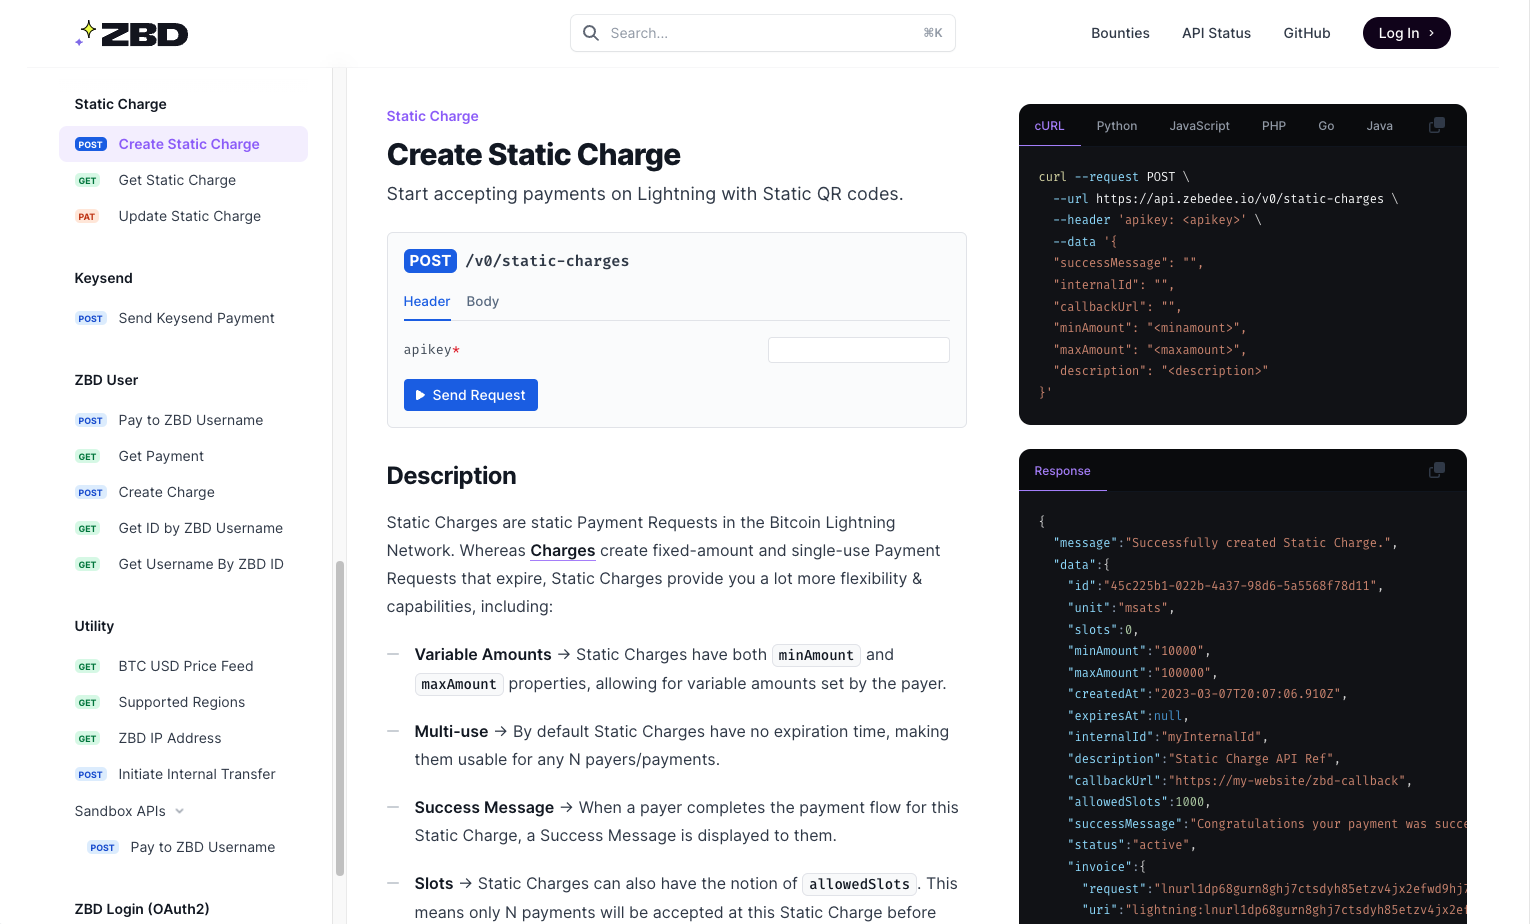 ZBD
Search...
⌘K
Bounties
API Status
GitHub
Log In ›
Static Charge
POST Create Static Charge
GET Get Static Charge
PAT Update Static Charge
Keysend
POST Send Keysend Payment
ZBD User
POST Pay to ZBD Username
GET Get Payment
POST Create Charge
GET Get ID by ZBD Username
GET Get Username By ZBD ID
Utility
GET BTC USD Price Feed
GET Supported Regions
GET ZBD IP Address
POST Initiate Internal Transfer
Sandbox APIs
POST Pay to ZBD Username
ZBD Login (OAuth2)
Static Charge
Create Static Charge
Start accepting payments on Lightning with Static QR codes.
POST /v0/static-charges
Header Body
apikey*
Send Request
Description
Static Charges are static Payment Requests in the Bitcoin Lightning
Network. Whereas Charges create fixed-amount and single-use Payment
Requests that expire, Static Charges provide you a lot more flexibility &
capabilities, including:
— Variable Amounts → Static Charges have both minAmount and
maxAmount properties, allowing for variable amounts set by the payer.
— Multi-use → By default Static Charges have no expiration time, making
them usable for any N payers/payments.
— Success Message → When a payer completes the payment flow for this
Static Charge, a Success Message is displayed to them.
— Slots → Static Charges can also have the notion of allowedSlots. This
means only N payments will be accepted at this Static Charge before
cURL Python JavaScript PHP Go Java
curl --request POST \
--url https://api.zebedee.io/v0/static-charges \
--header 'apikey: <apikey>' \
--data '{
"successMessage": "",
"internalId": "",
"callbackUrl": "",
"minAmount": "<minamount>",
"maxAmount": "<maxamount>",
"description": "<description>"
}'
Response
{
"message":"Successfully created Static Charge.",
"data":{
"id":"45c225b1-022b-4a37-98d6-5a5568f78d11",
"unit":"msats",
"slots":0,
"minAmount":"10000",
"maxAmount":"100000",
"createdAt":"2023-03-07T20:07:06.910Z",
"expiresAt":null,
"internalId":"myInternalId",
"description":"Static Charge API Ref",
"callbackUrl":"https://my-website/zbd-callback",
"allowedSlots":1000,
"successMessage":"Congratulations your payment was succe
"status":"active",
"invoice":{
"request":"lnurl1dp68gurn8ghj7ctsdyh85etzv4jx2efwd9hj7
"uri":"lightning:lnurl1dp68gurn8ghj7ctsdyh85etzv4jx2ef